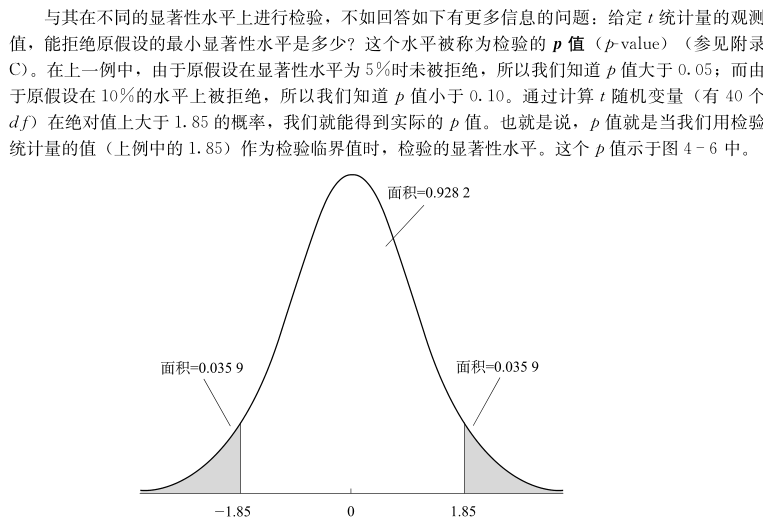 与其在不同的显著性水平上进行检验，不如回答如下有更多信息的问题：给定 t 统计量的观测
值，能拒绝原假设的最小显著性水平是多少？这个水平被称为检验的 p 值（p-value）（参见附录
C）。在上一例中，由于原假设在显著性水平为 5%时未被拒绝，所以我们知道 p 值大于 0.05；而由
于原假设在 10%的水平上被拒绝，所以我们知道 p 值小于 0.10。通过计算 t 随机变量（有 40 个
df）在绝对值上大于 1.85 的概率，我们就能得到实际的 p 值。也就是说，p 值就是当我们用检验
统计量的值（上例中的 1.85）作为检验临界值时，检验的显著性水平。这个 p 值示于图 4-6 中。
面积=0.928 2
面积=0.035 9
面积=0.035 9
−1.85
0
1.85